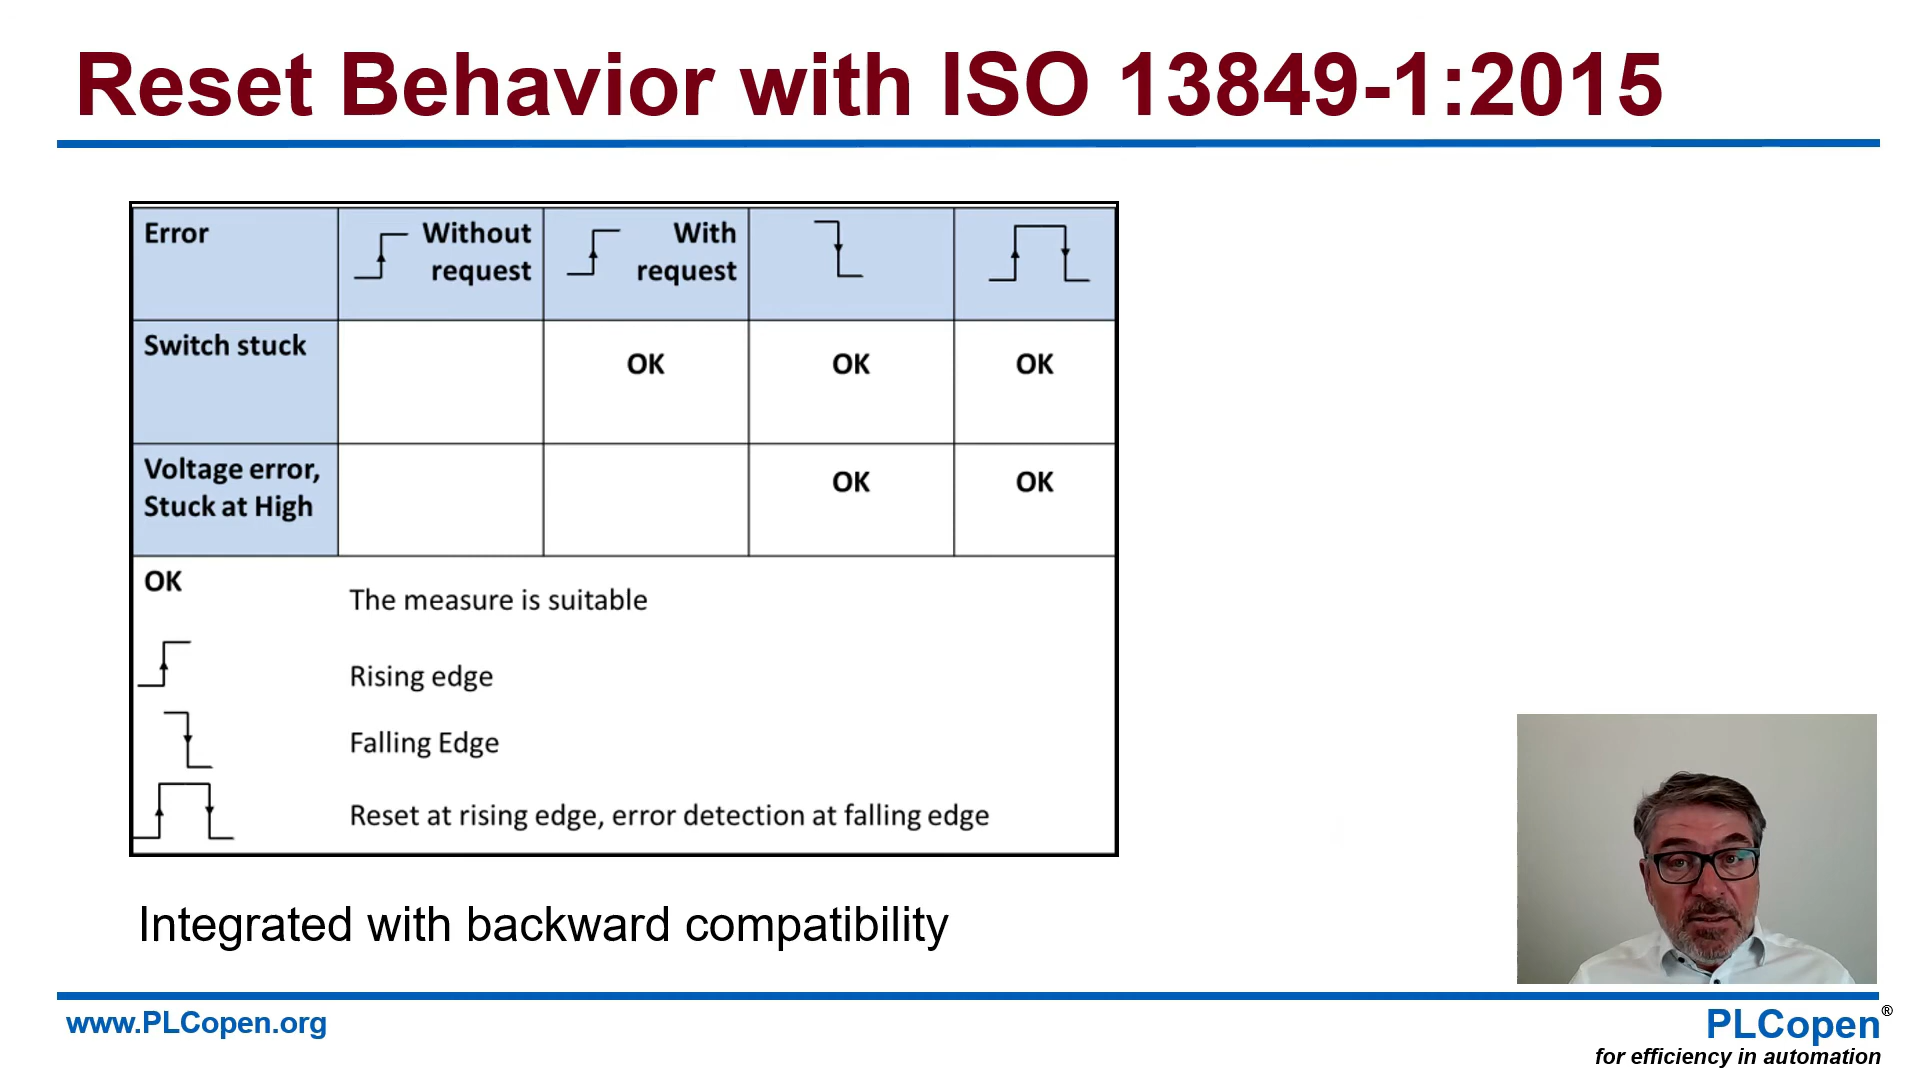 Reset Behavior with ISO 13849-1:2015
Error
Without
request
With
request
Switch stuck
OK
OK
OK
Voltage error,
Stuck at High
OK
OK
OK
The measure is suitable
Rising edge
Falling Edge
Reset at rising edge, error detection at falling edge
Integrated with backward compatibility
www.PLCopen.org
PLCopen®
for efficiency in automation